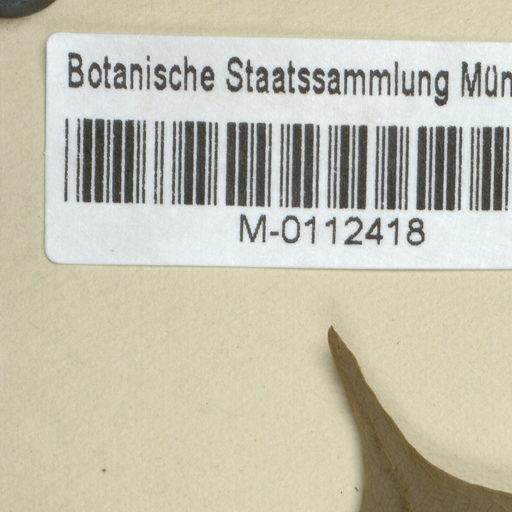 Botanische Staatssammlung Mün
M-0112418